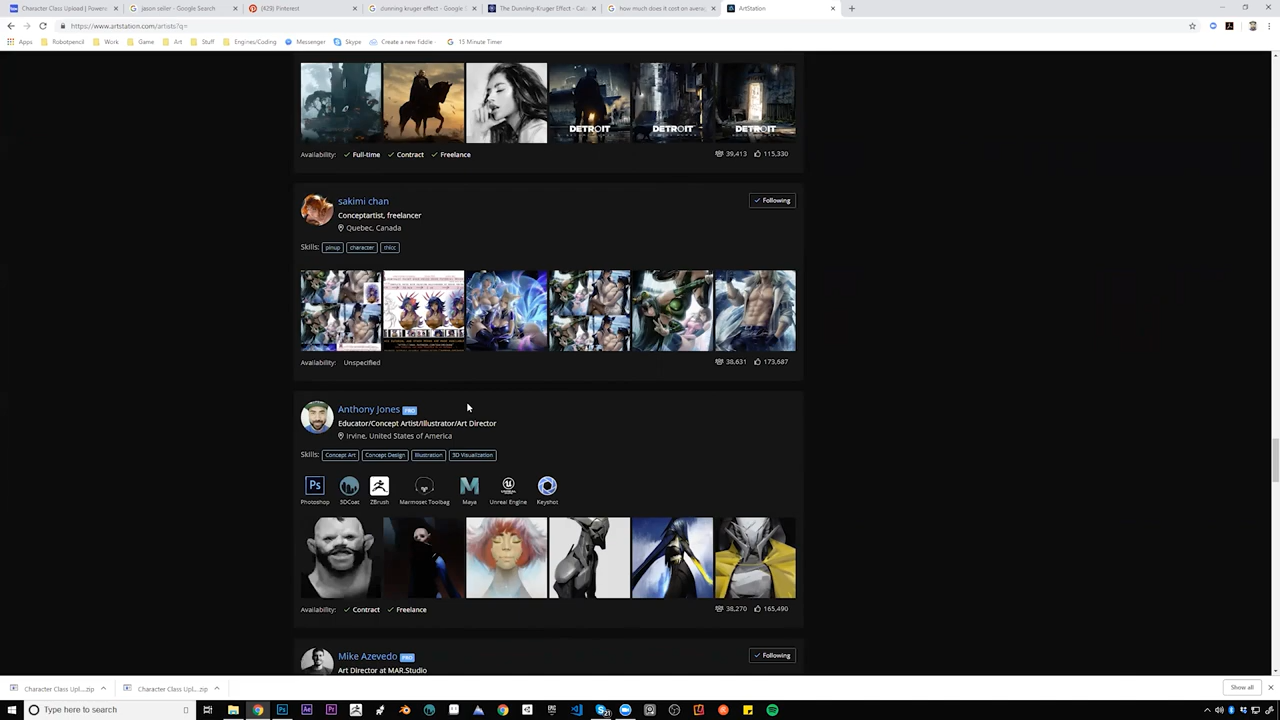 Character Class Upload | Powere
jason seiler - Google Search
(429) Pinterest
dunning kruger effect - Google
The Dunning-Kruger Effect - Cat
how much does it cost on avera
ArtStation
https://www.artstation.com/artists?q=
Apps
Robotpencil
Work
Game
Art
Stuff
Engines/Coding
Messenger
Skype
Create a new fiddle
15 Minute Timer
DETROIT
DETROIT
DETROIT
Availability: Full-time Contract Freelance
39,413 115,330
sakimi chan
Following
Conceptartist, freelancer
Quebec, Canada
Skills: pinup character thicc
Availability: Unspecified
38,631 173,687
Anthony Jones PRO
Educator/Concept Artist/Illustrator/Art Director
Irvine, United States of America
Skills: Concept Art Concept Design Illustration 3D Visualization
Ps
Photoshop 3DCoat ZBrush Marmoset Toolbag Maya Unreal Engine Keyshot
Availability: Contract Freelance
38,270 165,490
Mike Azevedo PRO
Following
Art Director at MAR.Studio
Character Class Upl....zip
Character Class Upl....zip
Show all
Type here to search